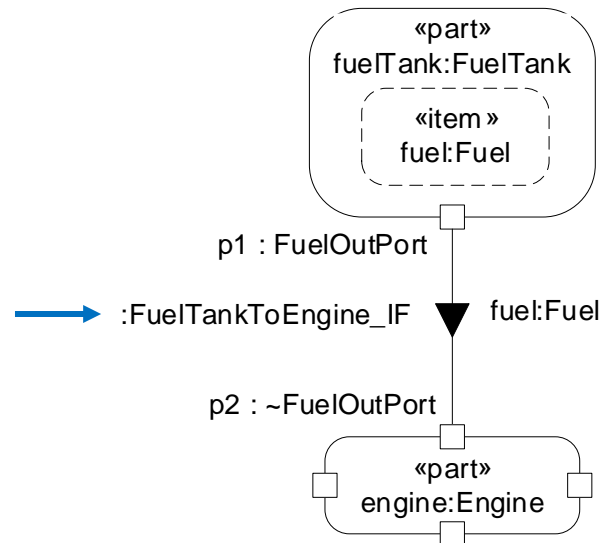 «part»
fuelTank:FuelTank
«item»
fuel:Fuel
p1 : FuelOutPort
:FuelTankToEngine_IF
fuel:Fuel
p2 : ~FuelOutPort
«part»
engine:Engine